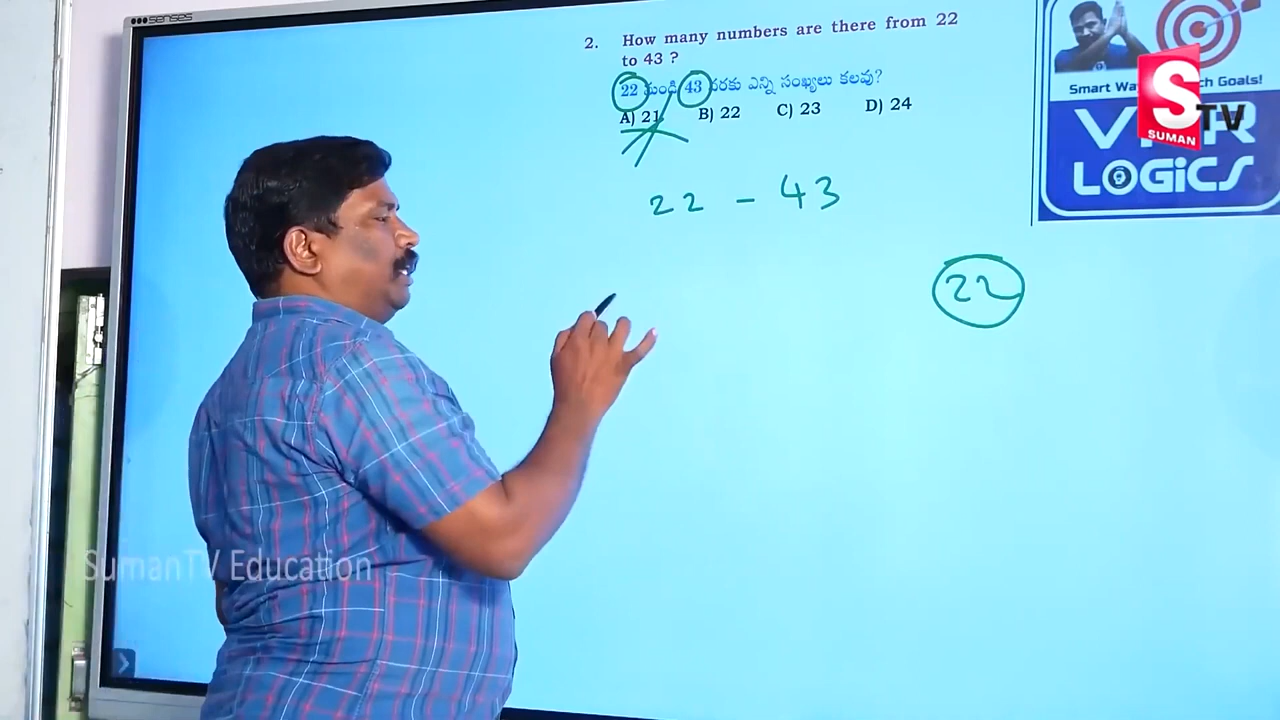 senses
2. How many numbers are there from 22
to 43 ?
22 నుండి 43 వరకు ఎన్ని సంఖ్యలు కలవు?
A) 21 B) 22 C) 23 D) 24
22 - 43
22
Smart Wa ch Goals!
LOGiCS
S TV
SUMAN
SumanTV Education